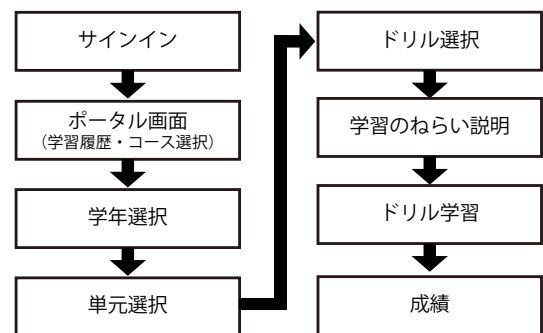 サインイン
ポータル画面
（学習履歴・コース選択）
学年選択
単元選択
ドリル選択
学習のねらい説明
ドリル学習
成績